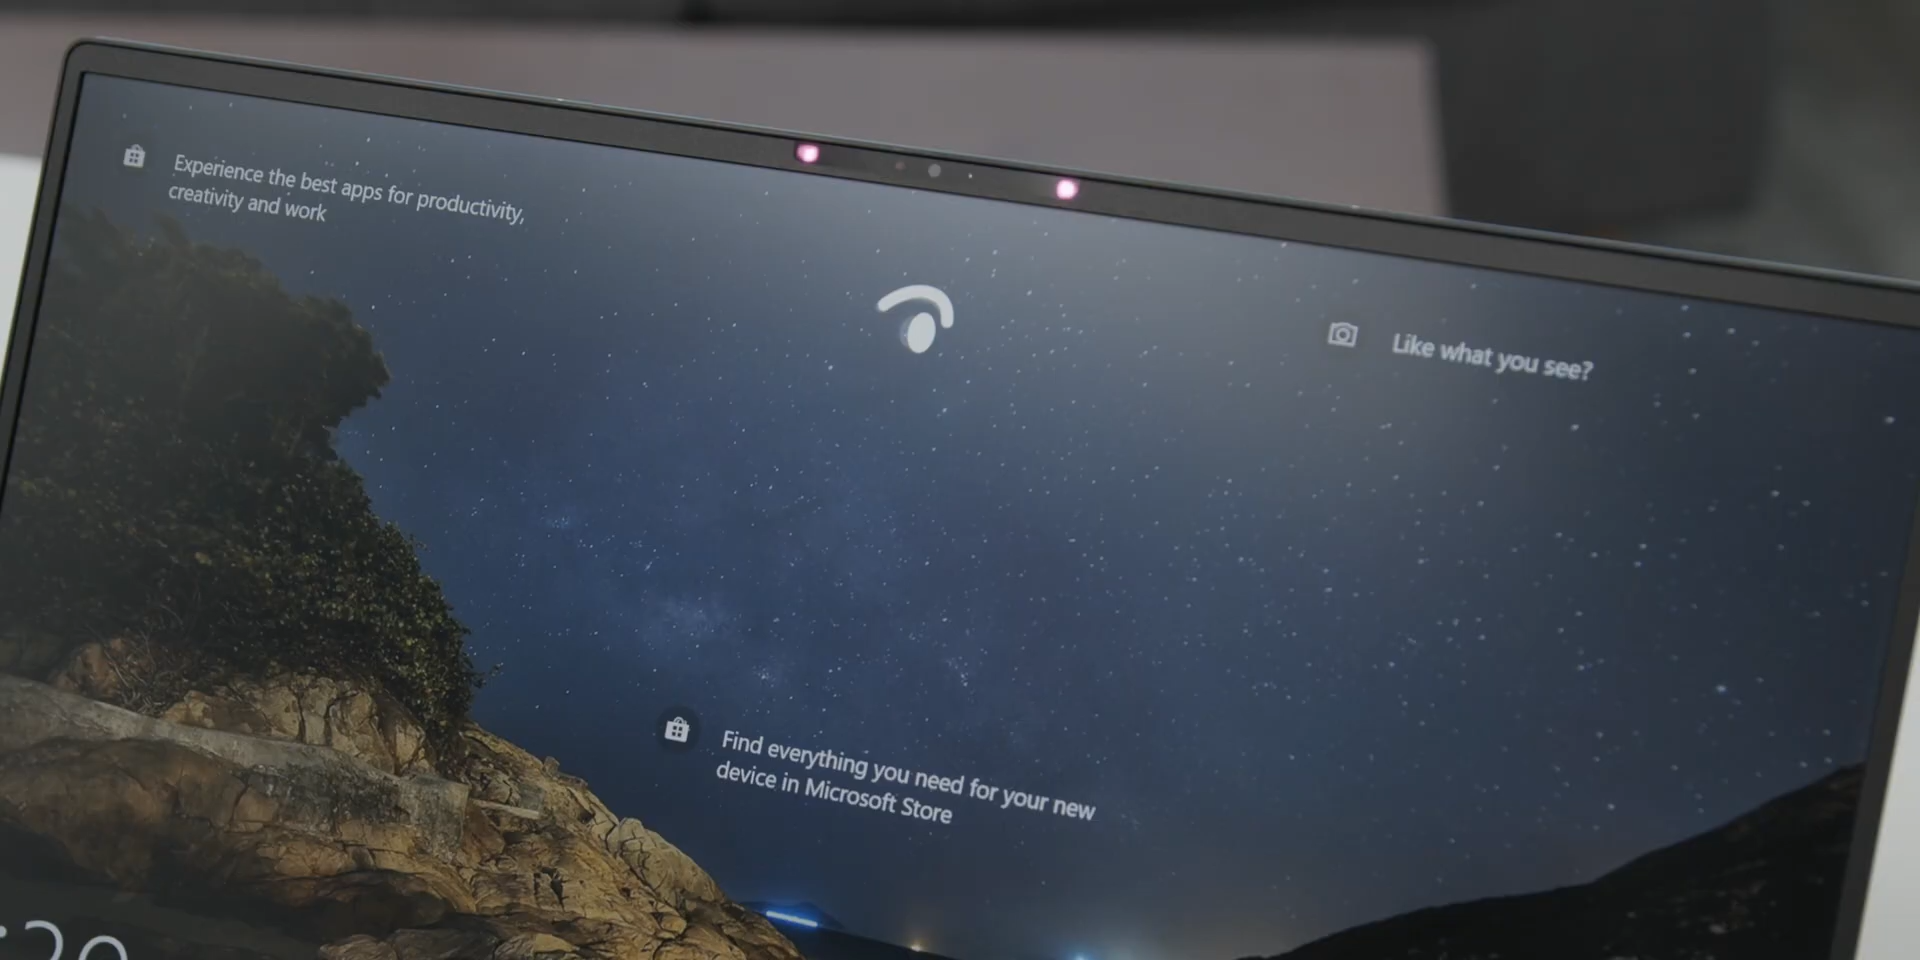 Experience the best apps for productivity,
creativity and work
Like what you see?
Find everything you need for your new
device in Microsoft Store
:20